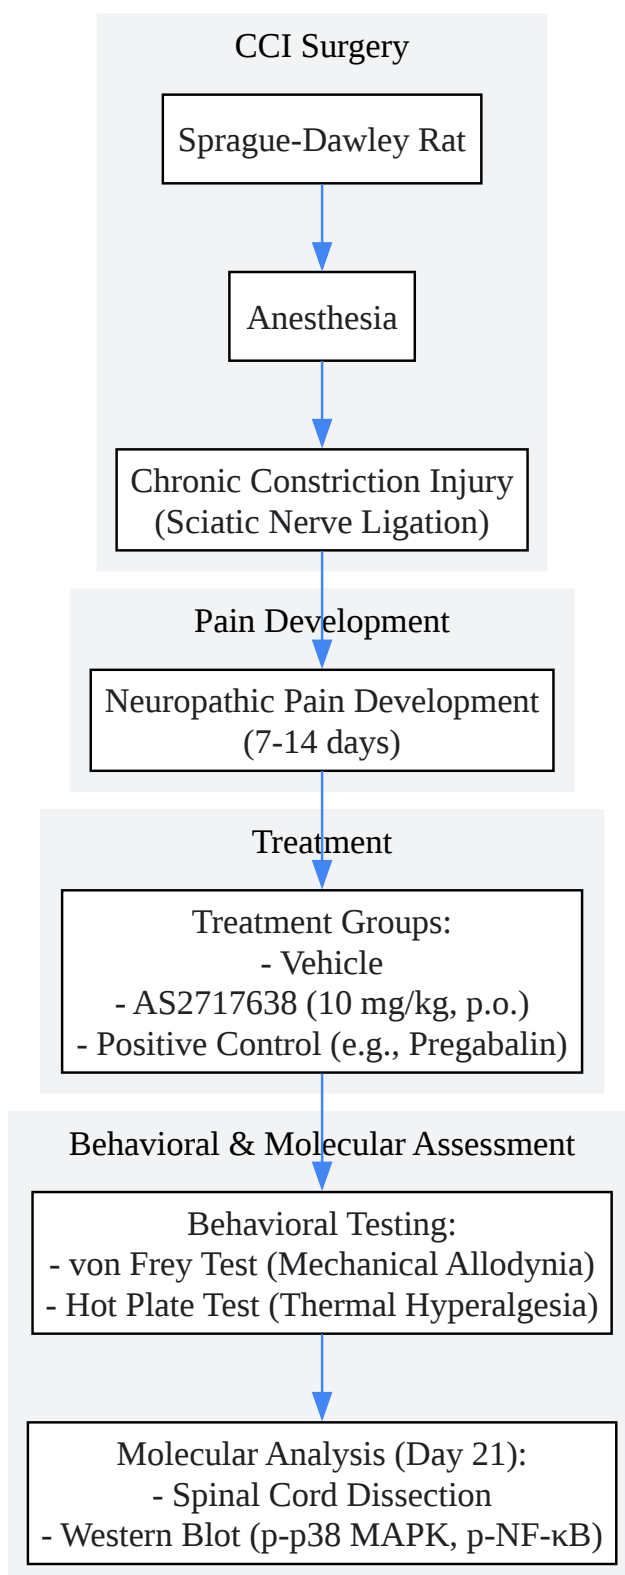 CCI Surgery
Sprague-Dawley Rat
Anesthesia
Chronic Constriction Injury
(Sciatic Nerve Ligation)
Pain Development
Neuropathic Pain Development
(7-14 days)
Treatment
Treatment Groups:
- Vehicle
- AS2717638 (10 mg/kg, p.o.)
- Positive Control (e.g., Pregabalin)
Behavioral & Molecular Assessment
Behavioral Testing:
- von Frey Test (Mechanical Allodynia)
- Hot Plate Test (Thermal Hyperalgesia)
Molecular Analysis (Day 21):
- Spinal Cord Dissection
- Western Blot (p-p38 MAPK, p-NF-κB)